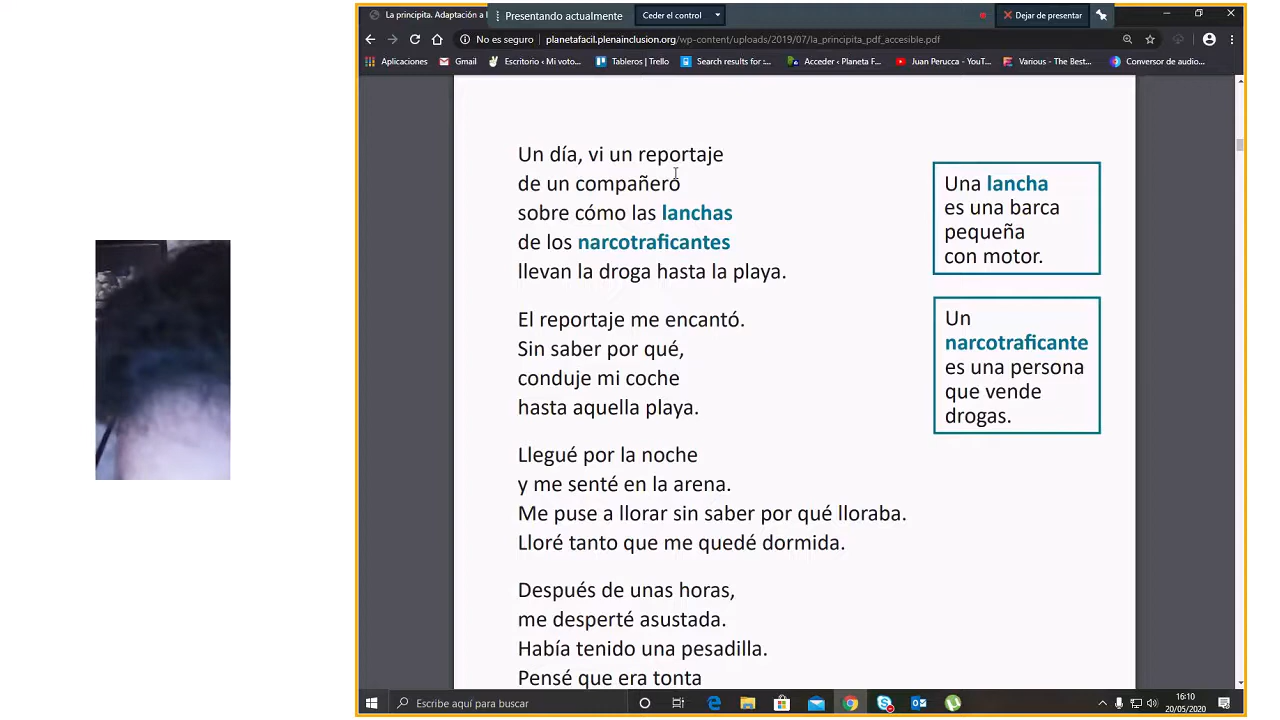 La principita. Adaptación a l
Presentando actualmente
Ceder el control
Dejar de presentar
No es seguro
planetafacil.plenainclusion.org/wp-content/uploads/2019/07/la_principita_pdf_accesible.pdf
Aplicaciones
Gmail
Escritorio ‹ Mi voto...
Tableros | Trello
Search results for :...
Acceder ‹ Planeta F...
Juan Perucca - YouT...
Various - The Best...
Conversor de audio...
Un día, vi un reportaje
de un compañero
sobre cómo las lanchas
de los narcotraficantes
llevan la droga hasta la playa.
Una lancha
es una barca
pequeña
con motor.
El reportaje me encantó.
Sin saber por qué,
conduje mi coche
hasta aquella playa.
Un
narcotraficante
es una persona
que vende
drogas.
Llegué por la noche
y me senté en la arena.
Me puse a llorar sin saber por qué lloraba.
Lloré tanto que me quedé dormida.
Después de unas horas,
me desperté asustada.
Había tenido una pesadilla.
Pensé que era tonta
Escribe aquí para buscar
16:10
20/05/2020